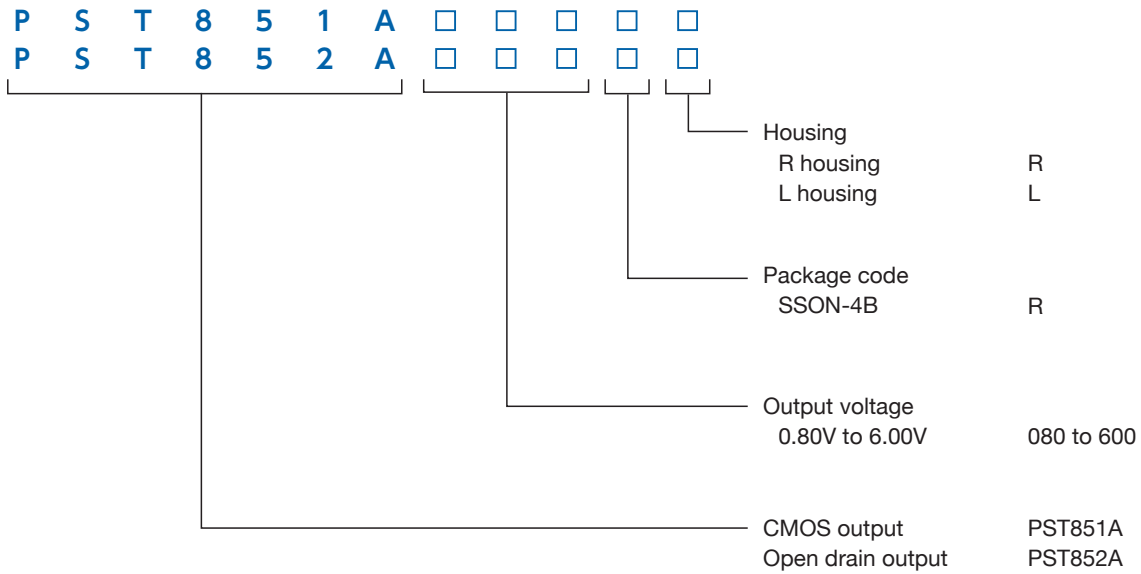 P S T 8 5 1 A □ □ □ □ □
P S T 8 5 2 A □ □ □ □ □
Housing
R housing R
L housing L
Package code
SSON-4B R
Output voltage
0.80V to 6.00V 080 to 600
CMOS output PST851A
Open drain output PST852A